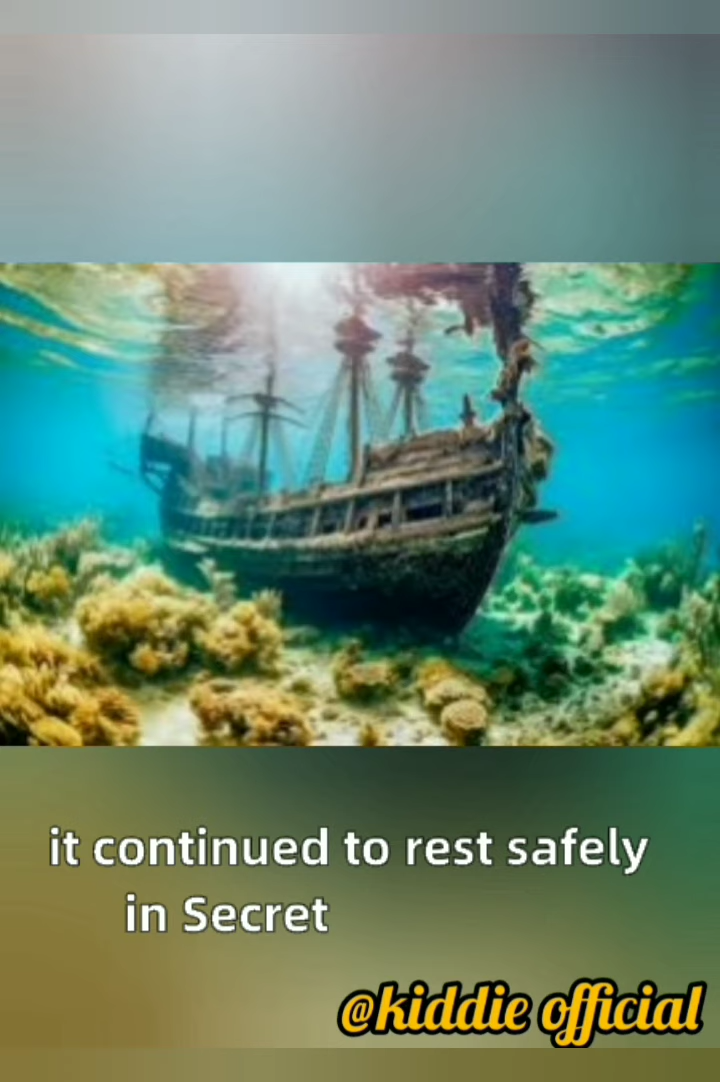 it continued to rest safely
in Secret
@kiddie official